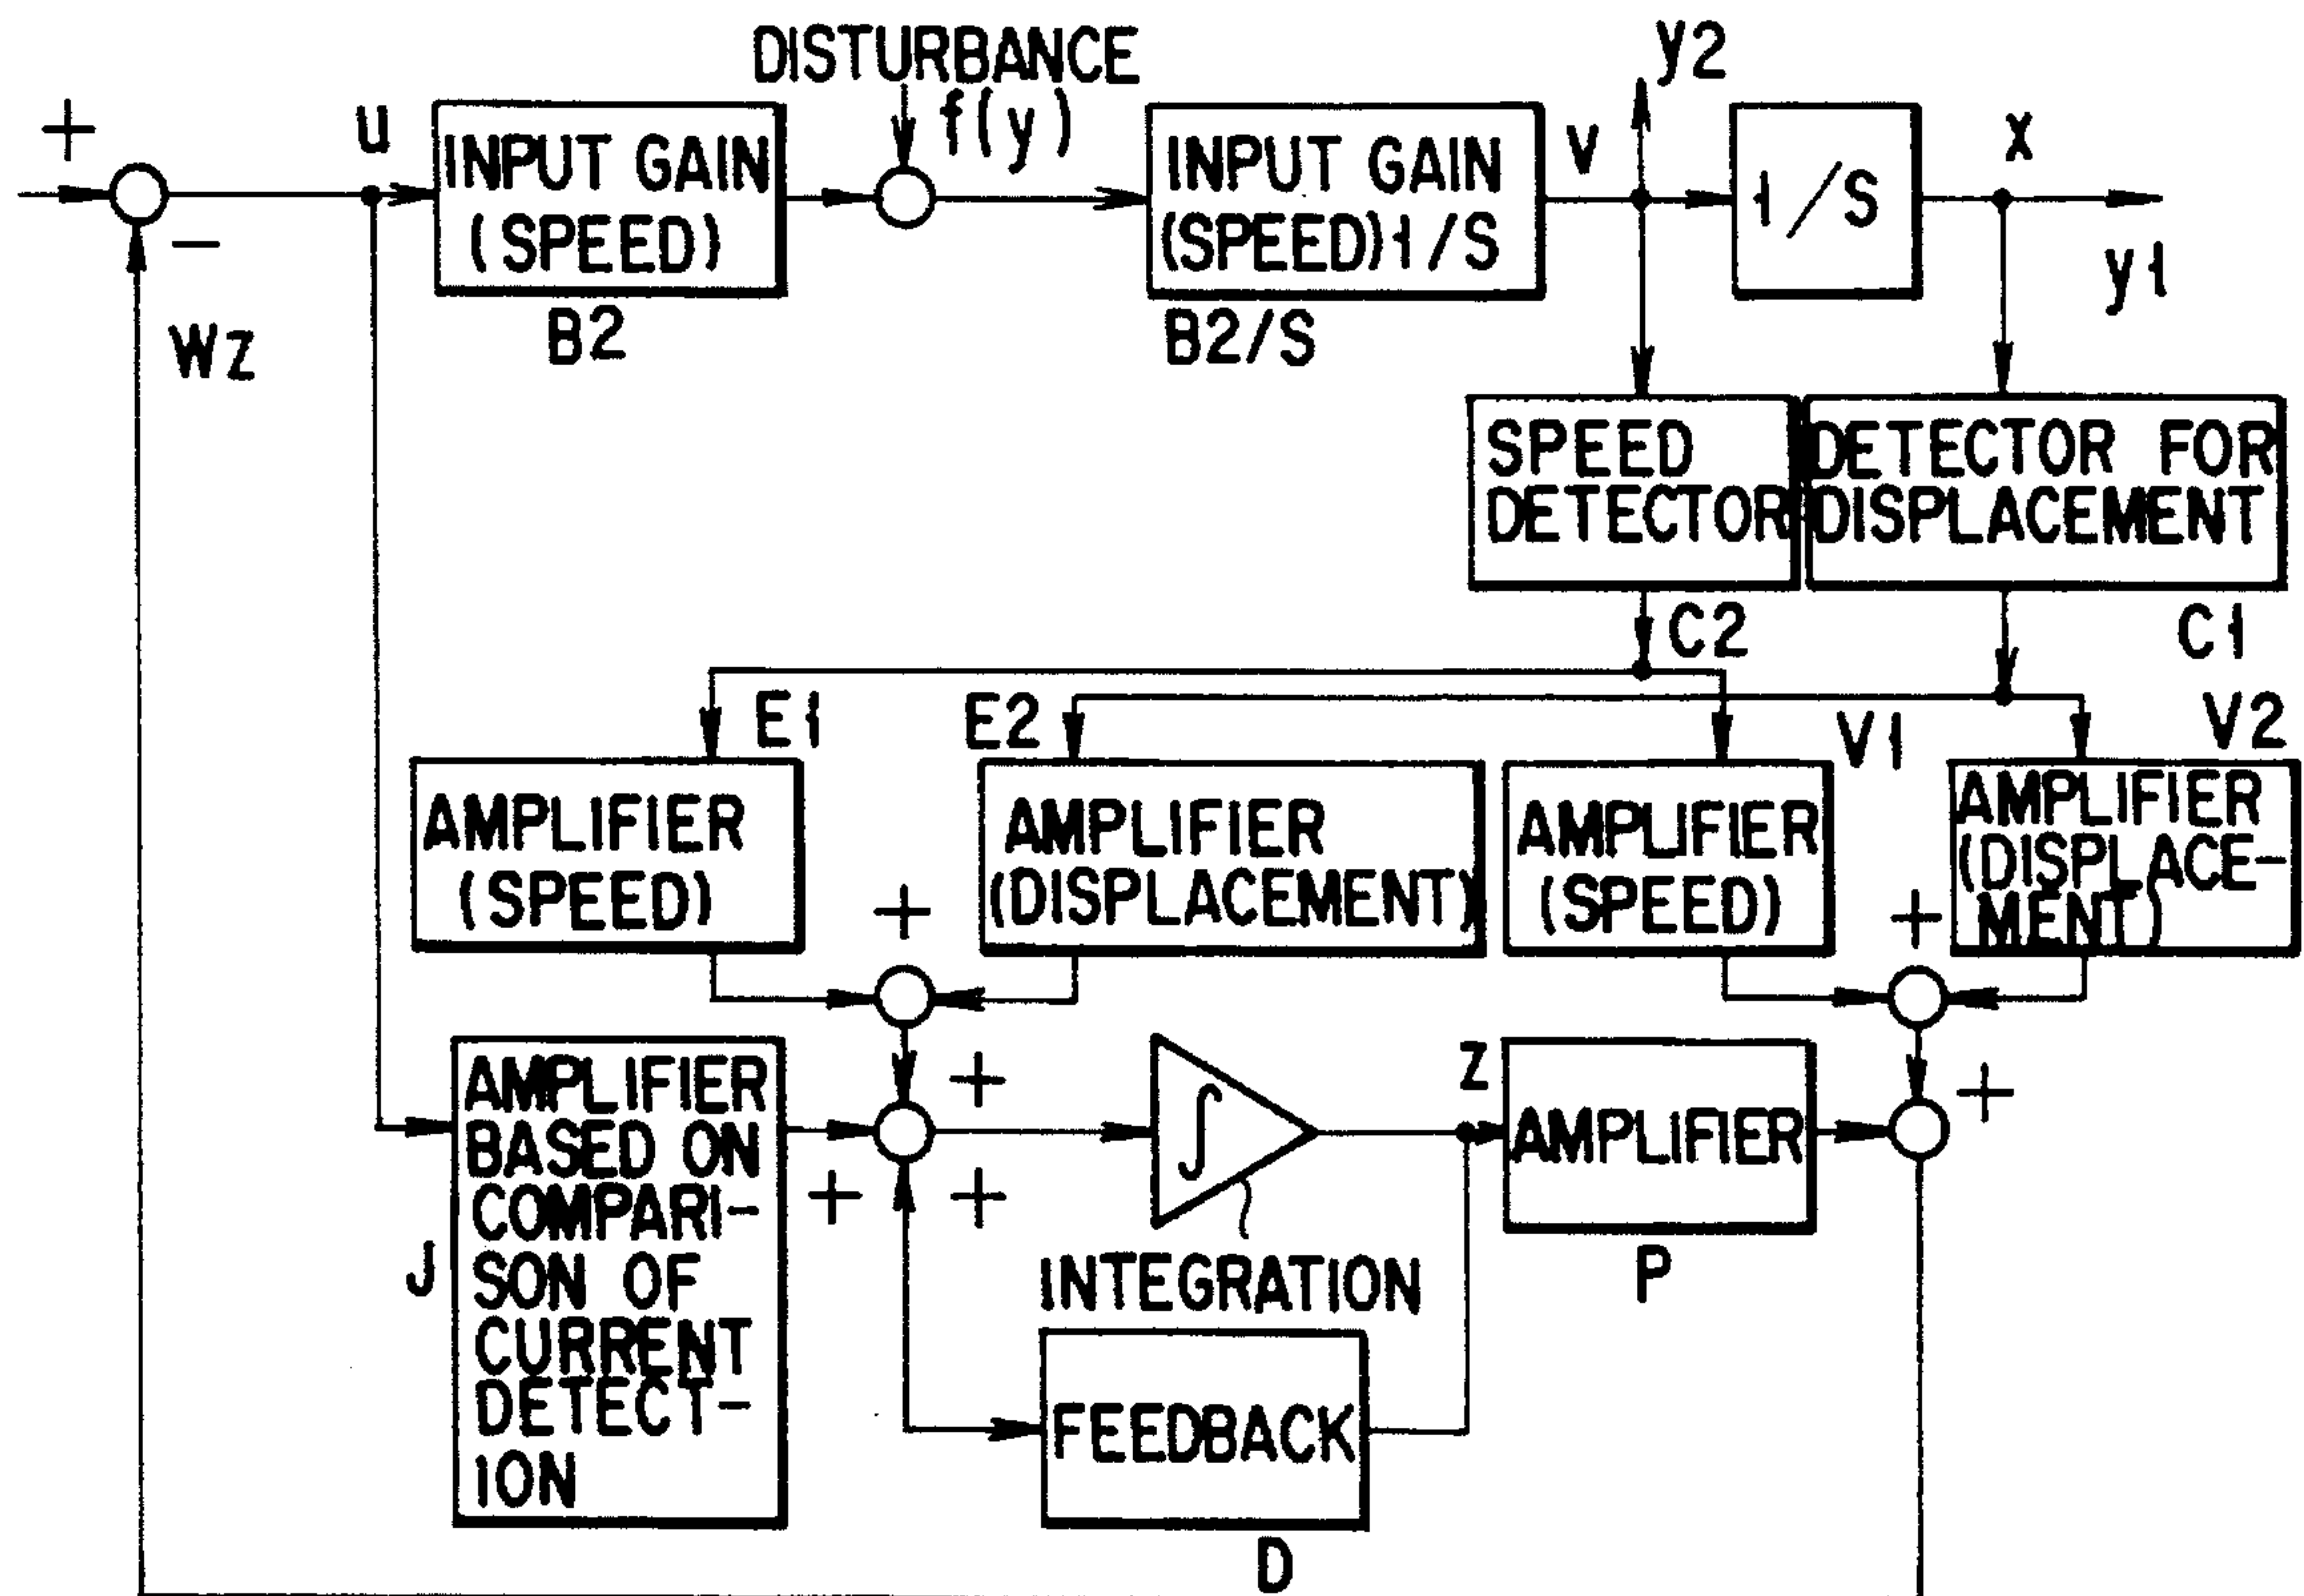 DISTURBANCE
y2
+
u
f(y)
v
x
INPUT GAIN
(SPEED)
INPUT GAIN
(SPEED)1/S
1/S
−
y1
Wz
B2
B2/S
SPEED
DETECTOR
DETECTOR FOR
DISPLACEMENT
C2
C1
E1
E2
V1
V2
AMPLIFIER
(SPEED)
AMPLIFIER
(DISPLACEMENT)
AMPLIFIER
(SPEED)
AMPLIFIER
(DISPLACE-
MENT)
+
+
AMPLIFIER
BASED ON
COMPARI-
SON OF
CURRENT
DETECT-
ION
J
+
+
+
∫
INTEGRATION
Z
AMPLIFIER
P
+
FEEDBACK
D